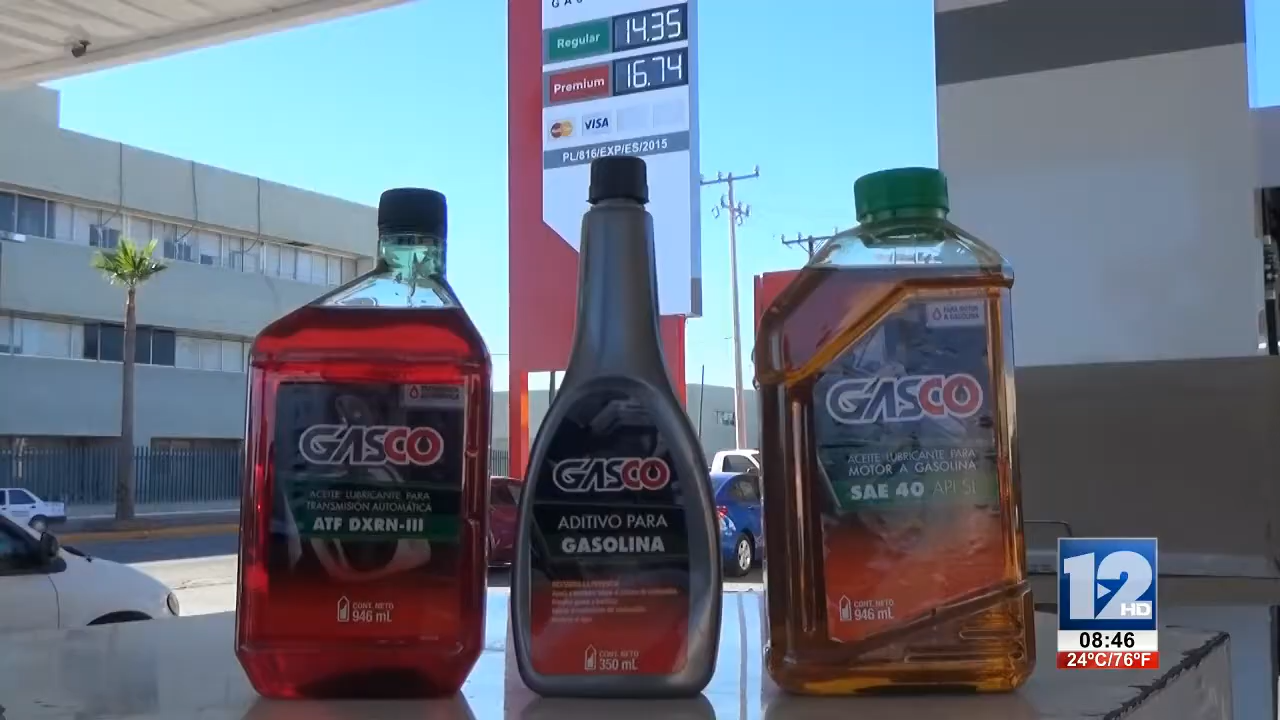 Regular 14.35
Premium 16.74
VISA
PL/816/EXP/ES/2015
GASCO
ACEITE LUBRICANTE PARA
TRANSMISIÓN AUTOMÁTICA
ATF DXRN-III
CONT. NETO
946 mL
GASCO
ADITIVO PARA
GASOLINA
CONT. NETO
350 mL
PARA MOTOR
A GASOLINA
GASCO
ACEITE LUBRICANTE PARA
MOTOR A GASOLINA
SAE 40 API SL
CONT. NETO
946 mL
12
HD
08:46
24ºC/76ºF